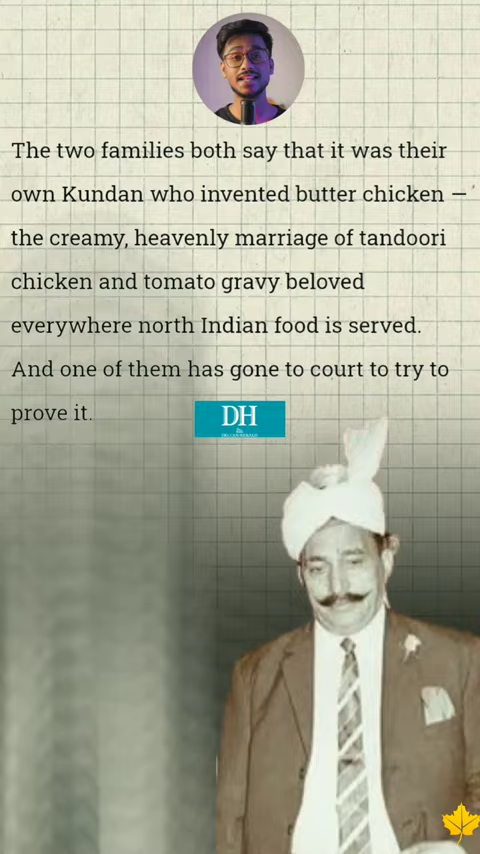 The two families both say that it was their
own Kundan who invented butter chicken —
the creamy, heavenly marriage of tandoori
chicken and tomato gravy beloved
everywhere north Indian food is served.
And one of them has gone to court to try to
prove it.
DH
DECCAN HERALD